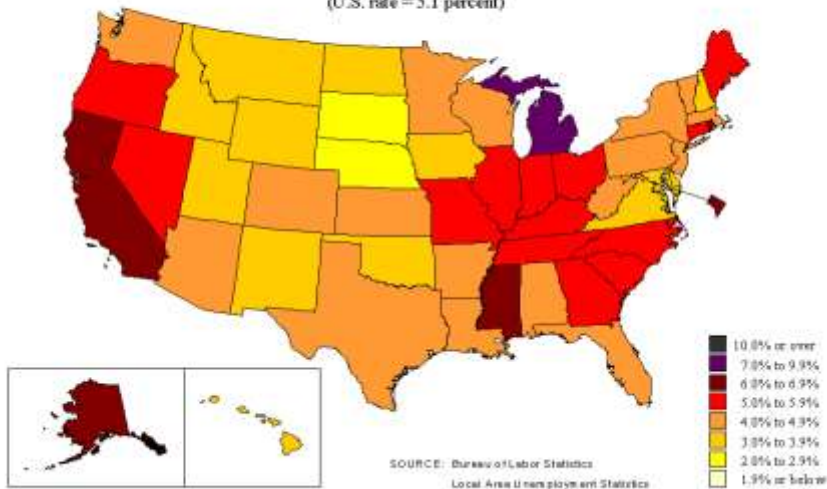 (U.S. rate = 5.1 percent)
10.0% or over
7.0% to 9.9%
6.0% to 6.9%
5.0% to 5.9%
4.0% to 4.9%
3.0% to 3.9%
2.0% to 2.9%
1.9% or below
SOURCE: Bureau of Labor Statistics
Local Area Unemployment Statistics